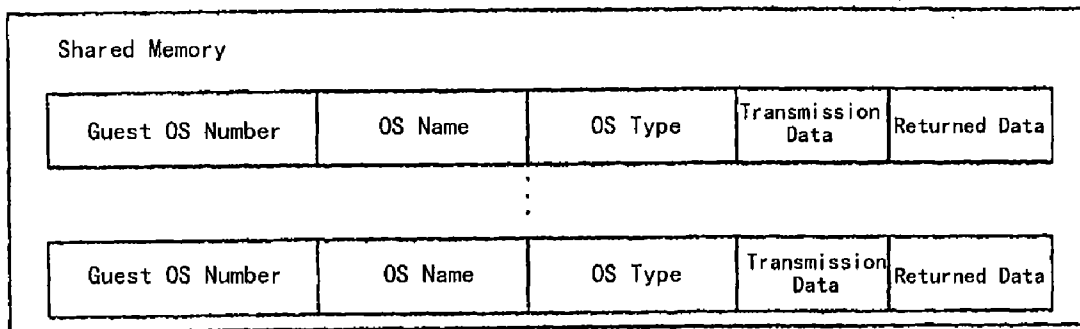 Shared Memory
Guest OS Number OS Name OS Type Transmission Data Returned Data
Guest OS Number OS Name OS Type Transmission Data Returned Data